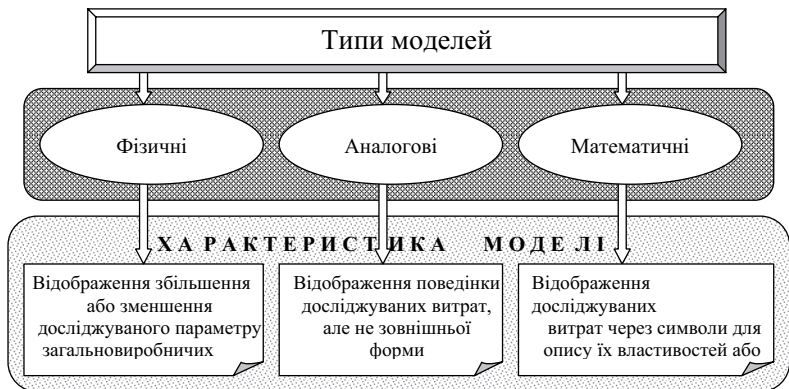 Типи моделей
Фізичні
Аналогові
Математичні
ХАРАКТЕРИСТИКА МОДЕЛІ
Відображення збільшення
або зменшення
досліджуваного параметру
загальновиробничих
Відображення поведінки
досліджуваних витрат,
але не зовнішньої
форми
Відображення
досліджуваних
витрат через символи для
опису їх властивостей або